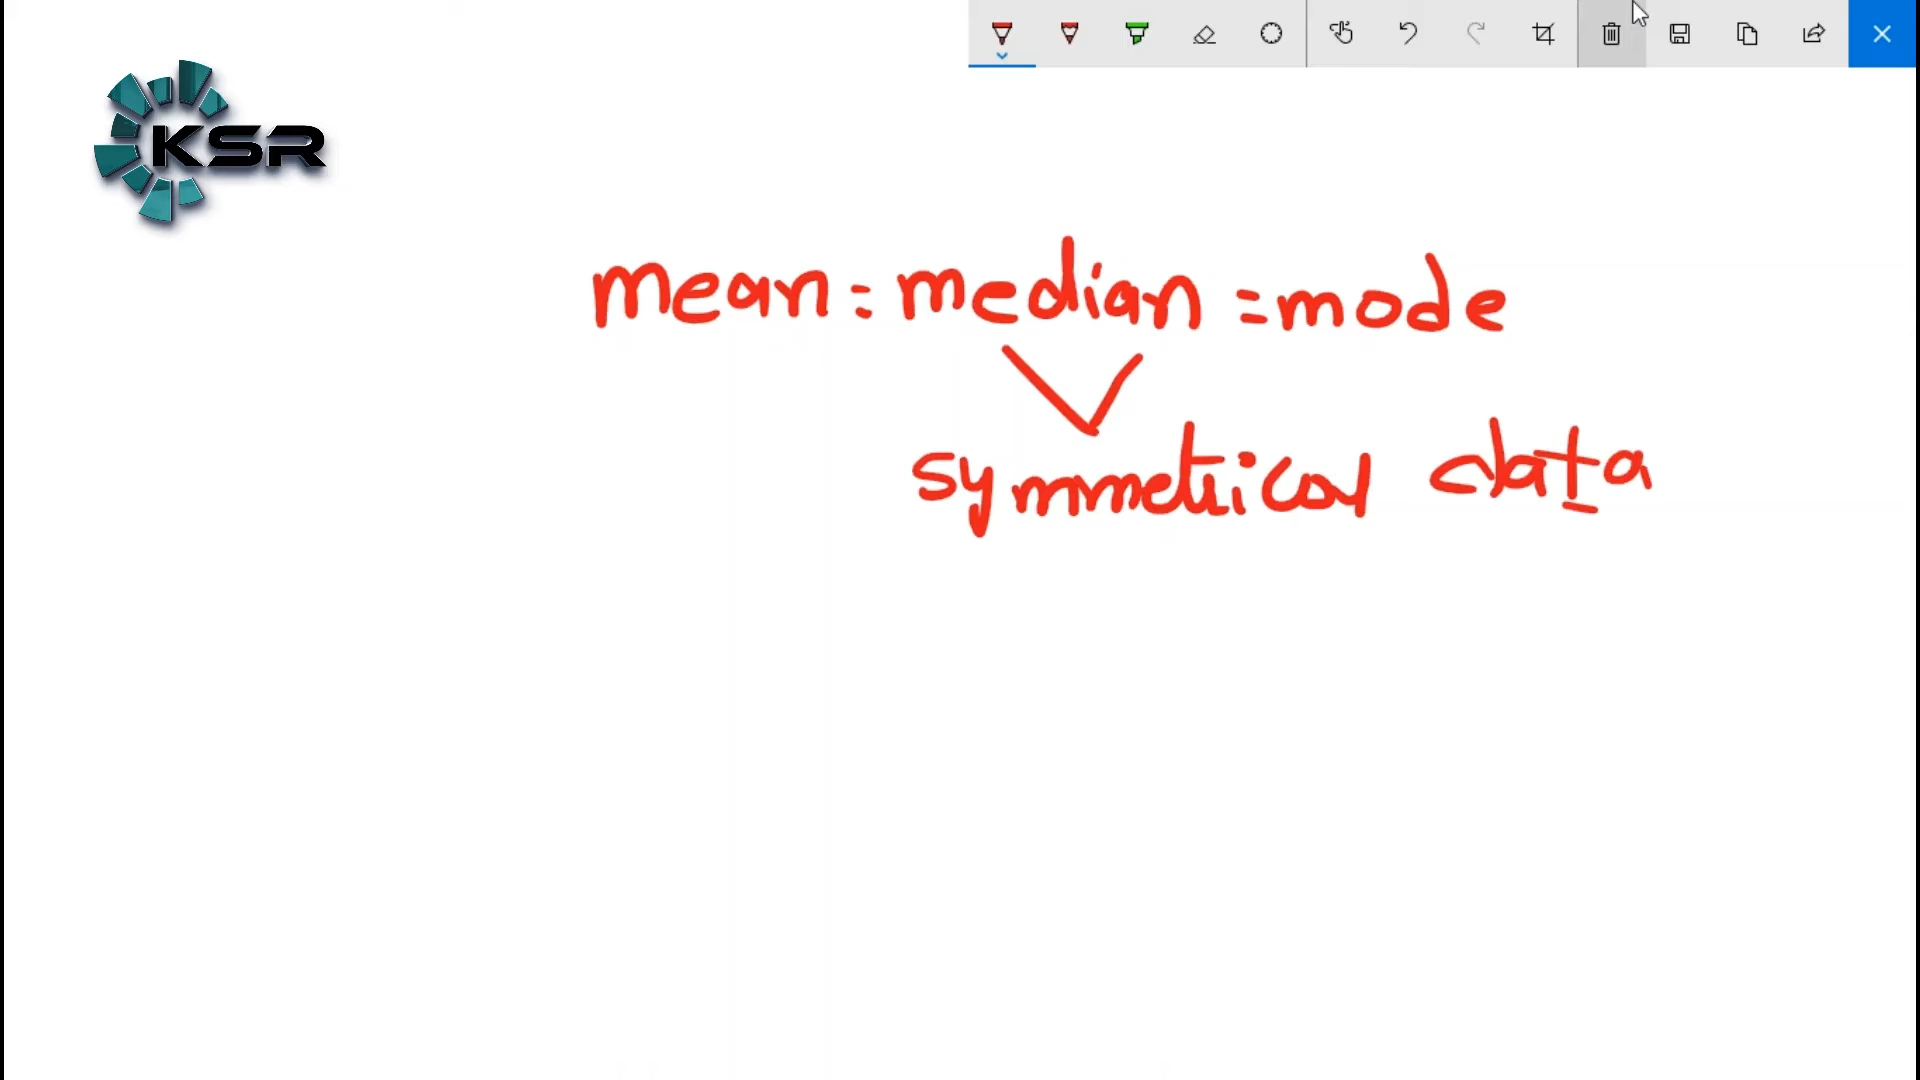 KSR
mean = median = mode
symmetrical data